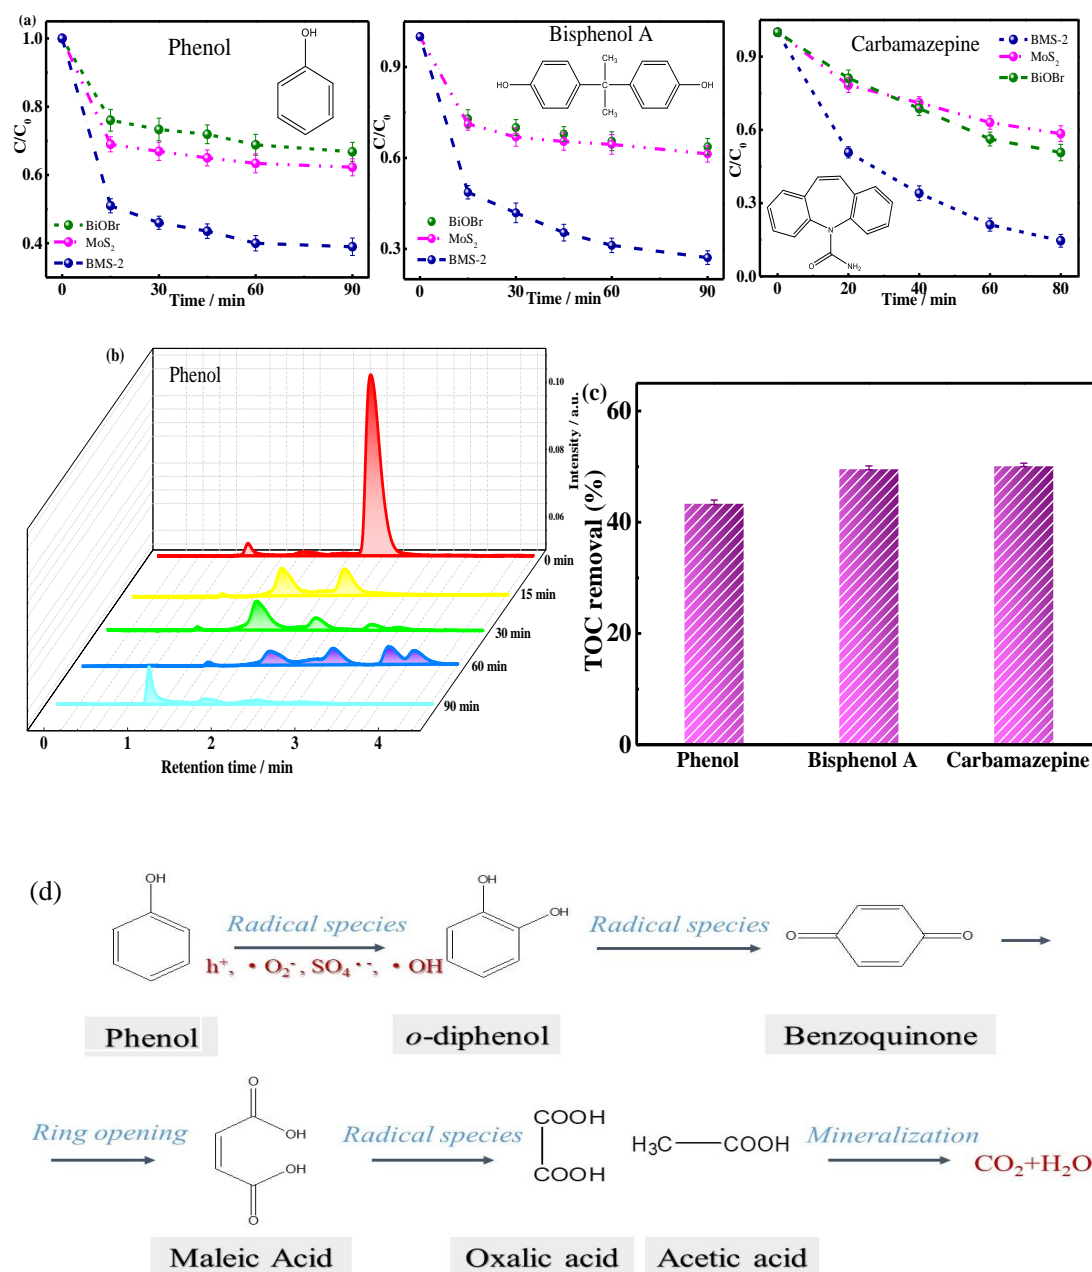 (a)
Phenol
OH
C/C0
0.4
0.6
0.8
1.0
BiOBr
MoS2
BMS-2
0 30 60 90
Time / min
Bisphenol A
HO
CH3
CH3
OH
C/C0
0.3
0.6
0.9
BiOBr
MoS2
BMS-2
0 30 60 90
Time / min
Carbamazepine
BMS-2
MoS2
BiOBr
C/C0
0.0
0.3
0.6
0.9
N
O
NH2
0 20 40 60 80
Time / min
(b)
Phenol
0.10
0.08
0.06
Intensity / a.u.
0 min
15 min
30 min
60 min
90 min
0 1 2 3 4
Retention time / min
(c)
TOC removal (%)
60
40
20
0
Phenol Bisphenol A Carbamazepine
(d)
OH
Radical species
h+, • O2-, SO4 • -, • OH
OH
OH
Radical species
O
O
Phenol
o-diphenol
Benzoquinone
Ring opening
O
OH
OH
O
Radical species
COOH
COOH
H3C
COOH
Mineralization
CO2+H2O
Maleic Acid
Oxalic acid
Acetic acid